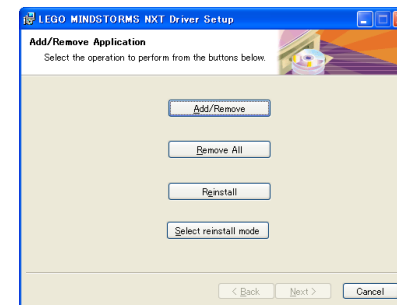 LEGO MINDSTORMS NXT Driver Setup
Add/Remove Application
Select the operation to perform from the buttons below.
Add/Remove
Remove All
Reinstall
Select reinstall mode
< Back Next > Cancel